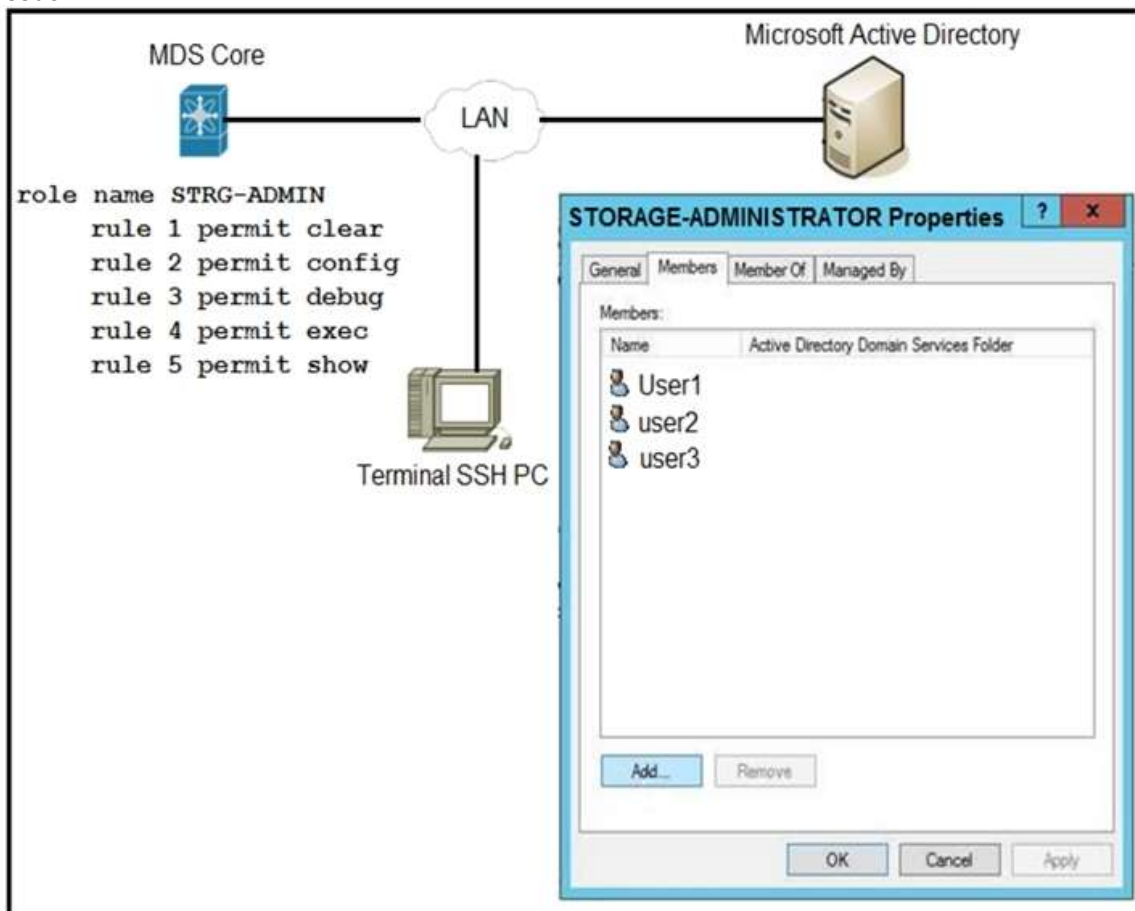 MDS Core
Microsoft Active Directory
LAN
role name STRG-ADMIN
rule 1 permit clear
rule 2 permit config
rule 3 permit debug
rule 4 permit exec
rule 5 permit show
Terminal SSH PC
STORAGE-ADMINISTRATOR Properties ? x
General Members Member Of Managed By
Members:
Name Active Directory Domain Services Folder
User1
user2
user3
Add... Remove
OK Cancel Apply